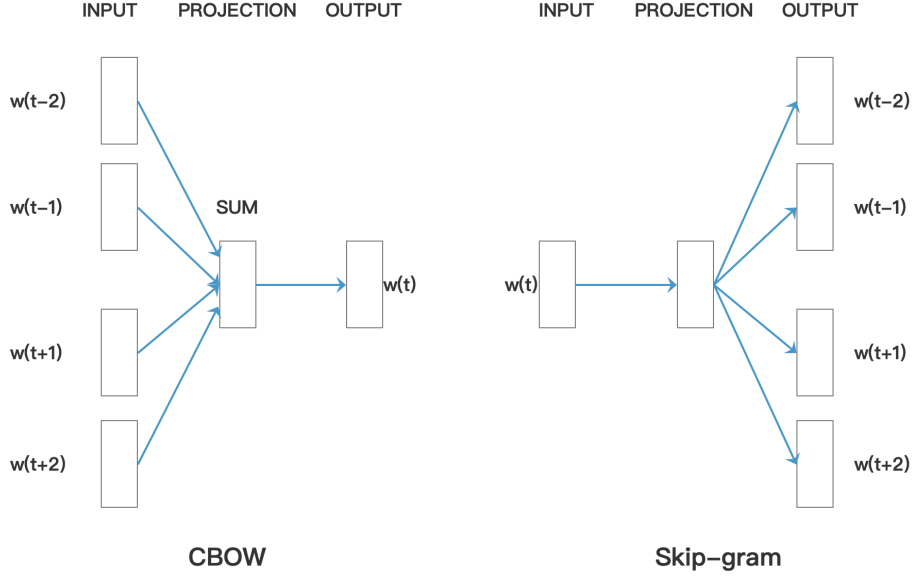 INPUT PROJECTION OUTPUT
w(t-2)
w(t-1)
SUM
w(t)
w(t+1)
w(t+2)
CBOW
INPUT PROJECTION OUTPUT
w(t-2)
w(t-1)
w(t)
w(t+1)
w(t+2)
Skip-gram